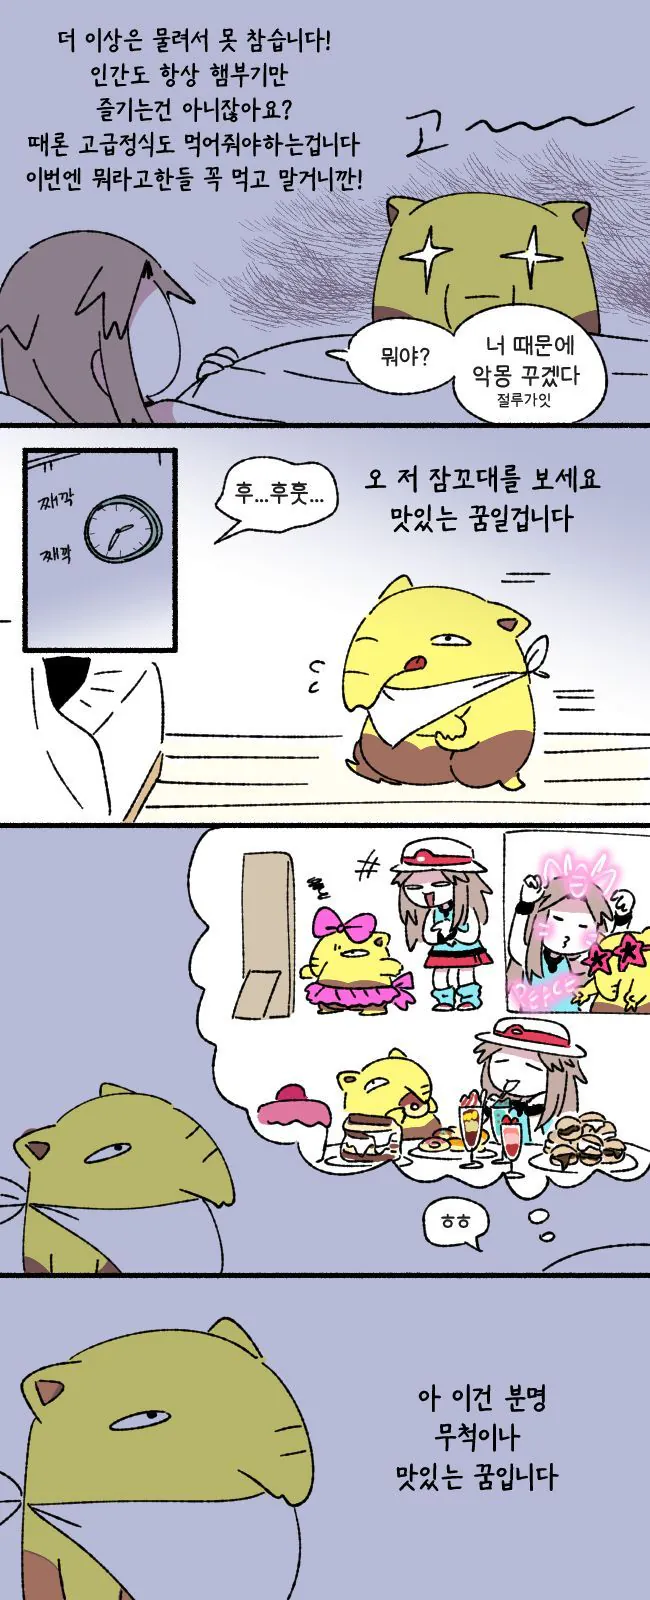 더 이상은 물려서 못 참습니다!
인간도 항상 햄부기만
즐기는건 아니잖아요?
때론 고급정식도 먹어줘야하는겁니다
이번엔 뭐라고한들 꼭 먹고 말거니깐!
고
뭐야?
너 때문에
악몽 꾸겠다
절루가잇
째깍
째깍
후...후훗...
오 저 잠꼬대를 보세요
맛있는 꿈일겁니다
PEACE
ㅎㅎ
아 이건 분명
무척이나
맛있는 꿈입니다